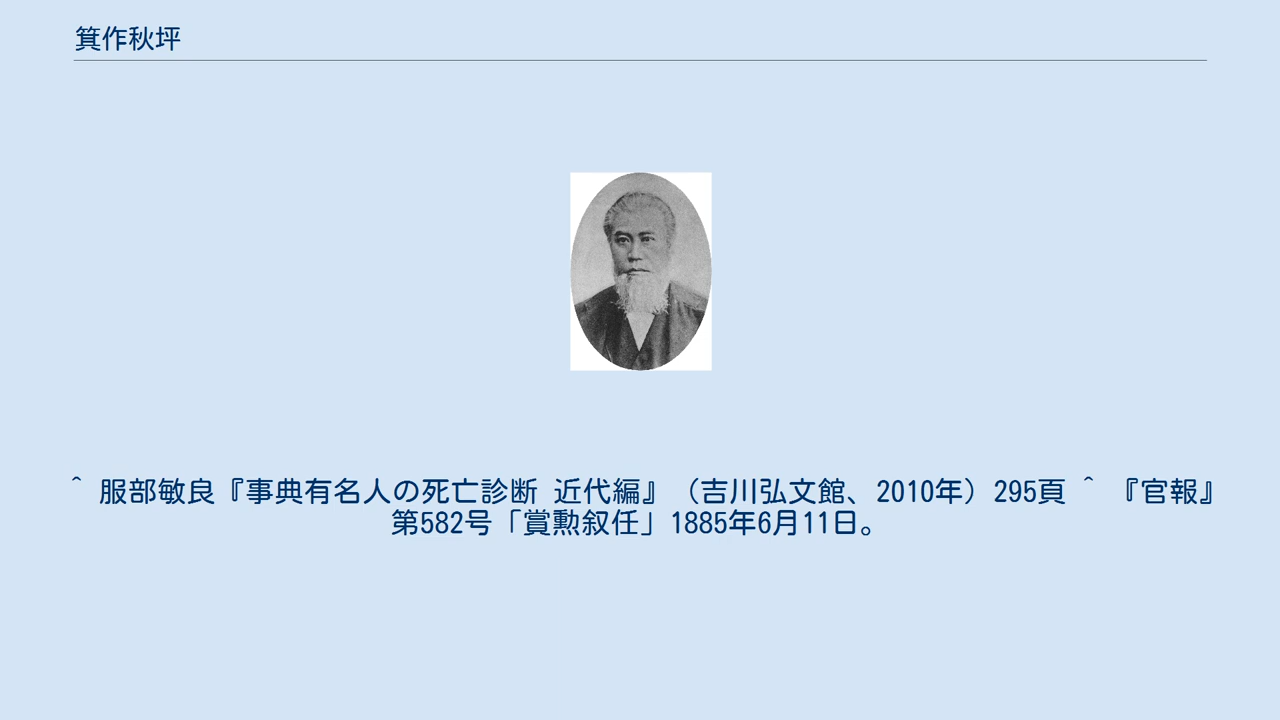 箕作秋坪
^ 服部敏良『事典有名人の死亡診断 近代編』（吉川弘文館、2010年）295頁 ^ 『官報』
第582号「賞勲叙任」1885年6月11日。